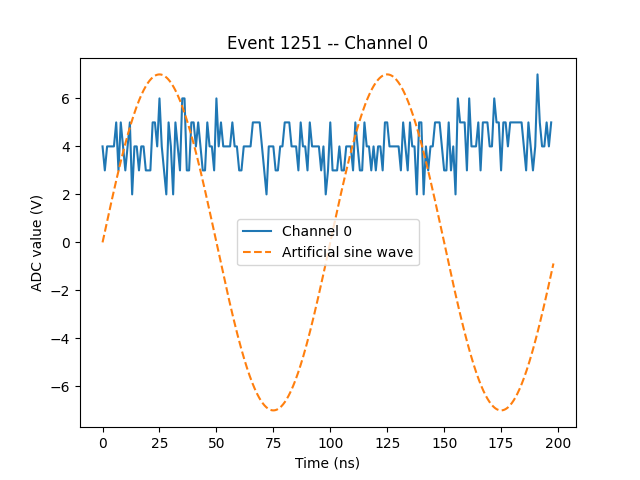 Event 1251 -- Channel 0
ADC value (V)
6
4
2
0
−2
−4
−6
Channel 0
Artificial sine wave
0 25 50 75 100 125 150 175 200
Time (ns)